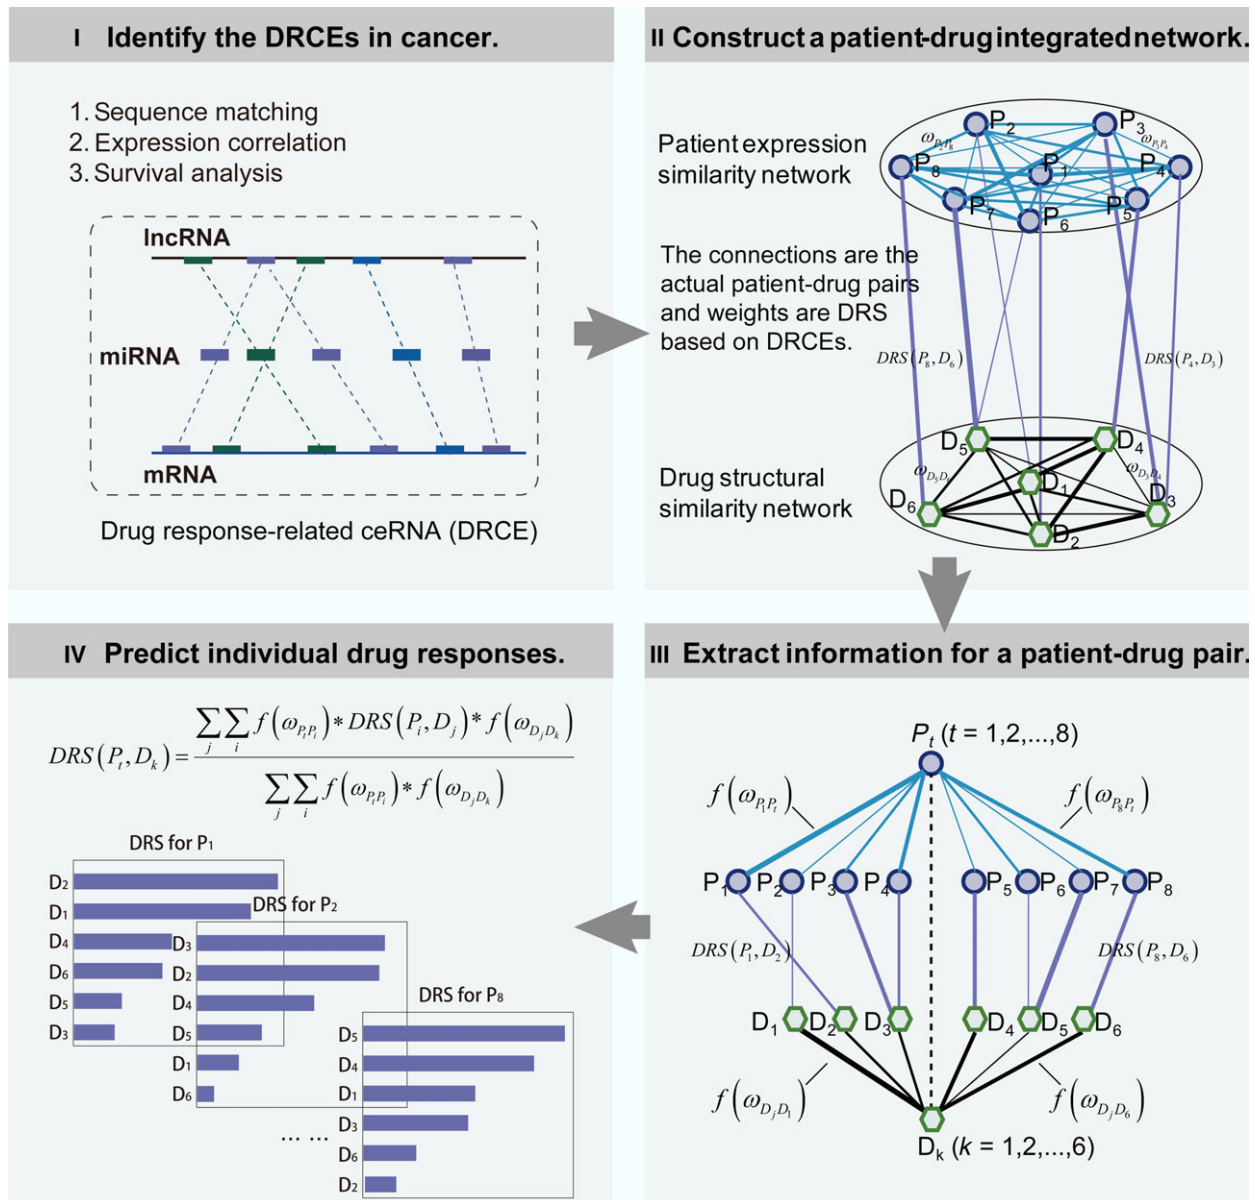 I Identify the DRCEs in cancer.
1. Sequence matching
2. Expression correlation
3. Survival analysis
lncRNA
miRNA
mRNA
Drug response-related ceRNA (DRCE)
II Construct a patient-drug integrated network.
Patient expression
similarity network
P2
P3
ωP2P8
ωP3P4
P8
P1
P4
P7
P6
P5
The connections are the
actual patient-drug pairs
and weights are DRS
based on DRCEs.
DRS(P8, D6)
DRS(P4, D3)
Drug structural
similarity network
D5
D4
ωD5D6
ωD3D4
D1
D6
D3
D2
III Extract information for a patient-drug pair.
Pt (t = 1,2,...,8)
f(ωP1Pt)
f(ωP8Pt)
P1 P2 P3 P4 P5 P6 P7 P8
DRS(P1, D2)
DRS(P8, D6)
D1 D2 D3 D4 D5 D6
f(ωDjD1)
f(ωDjD6)
Dk (k = 1,2,...,6)
IV Predict individual drug responses.
DRS(Pt, Dk) = ∑j ∑i f(ωPtPi) * DRS(Pi, Dj) * f(ωDjDk)
∑j ∑i f(ωPtPi) * f(ωDjDk)
DRS for P1
D2
D1
D4
D6
D5
D3
DRS for P2
D3
D2
D4
D5
D1
D6
... ...
DRS for P8
D5
D4
D1
D3
D6
D2